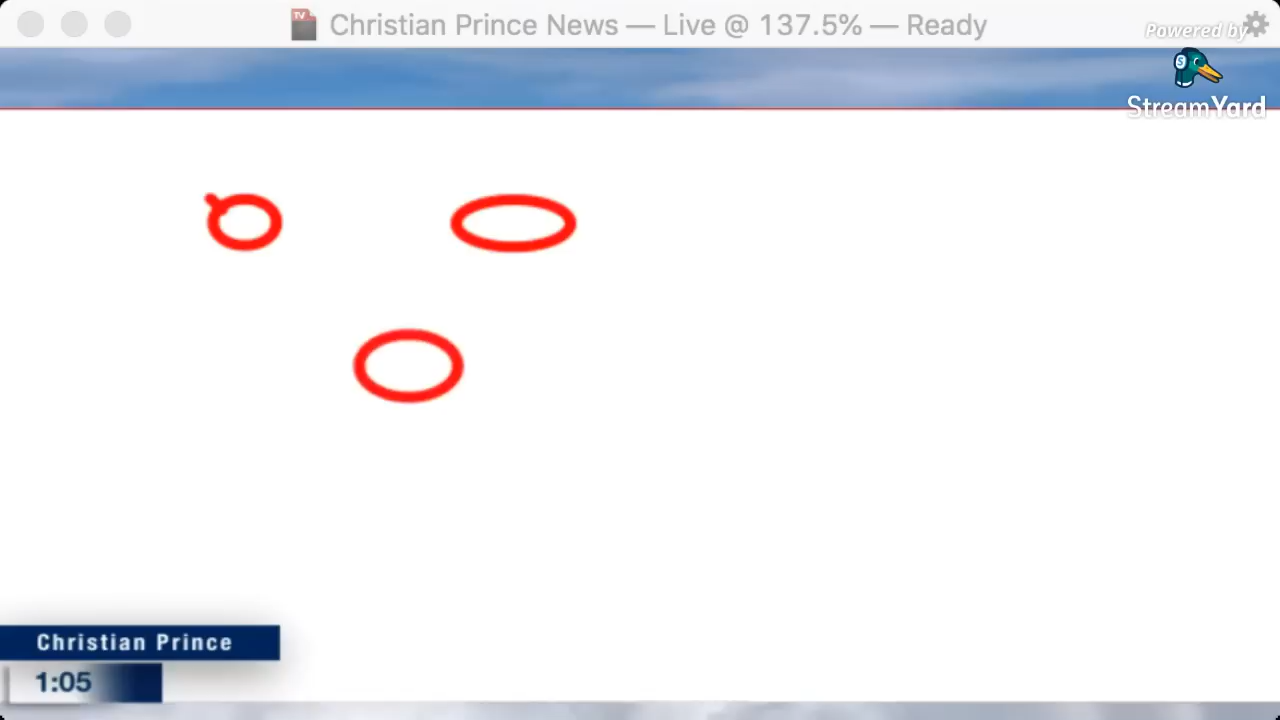 Christian Prince News — Live @ 137.5% — Ready
Powered by
StreamYard
Christian Prince
1:05